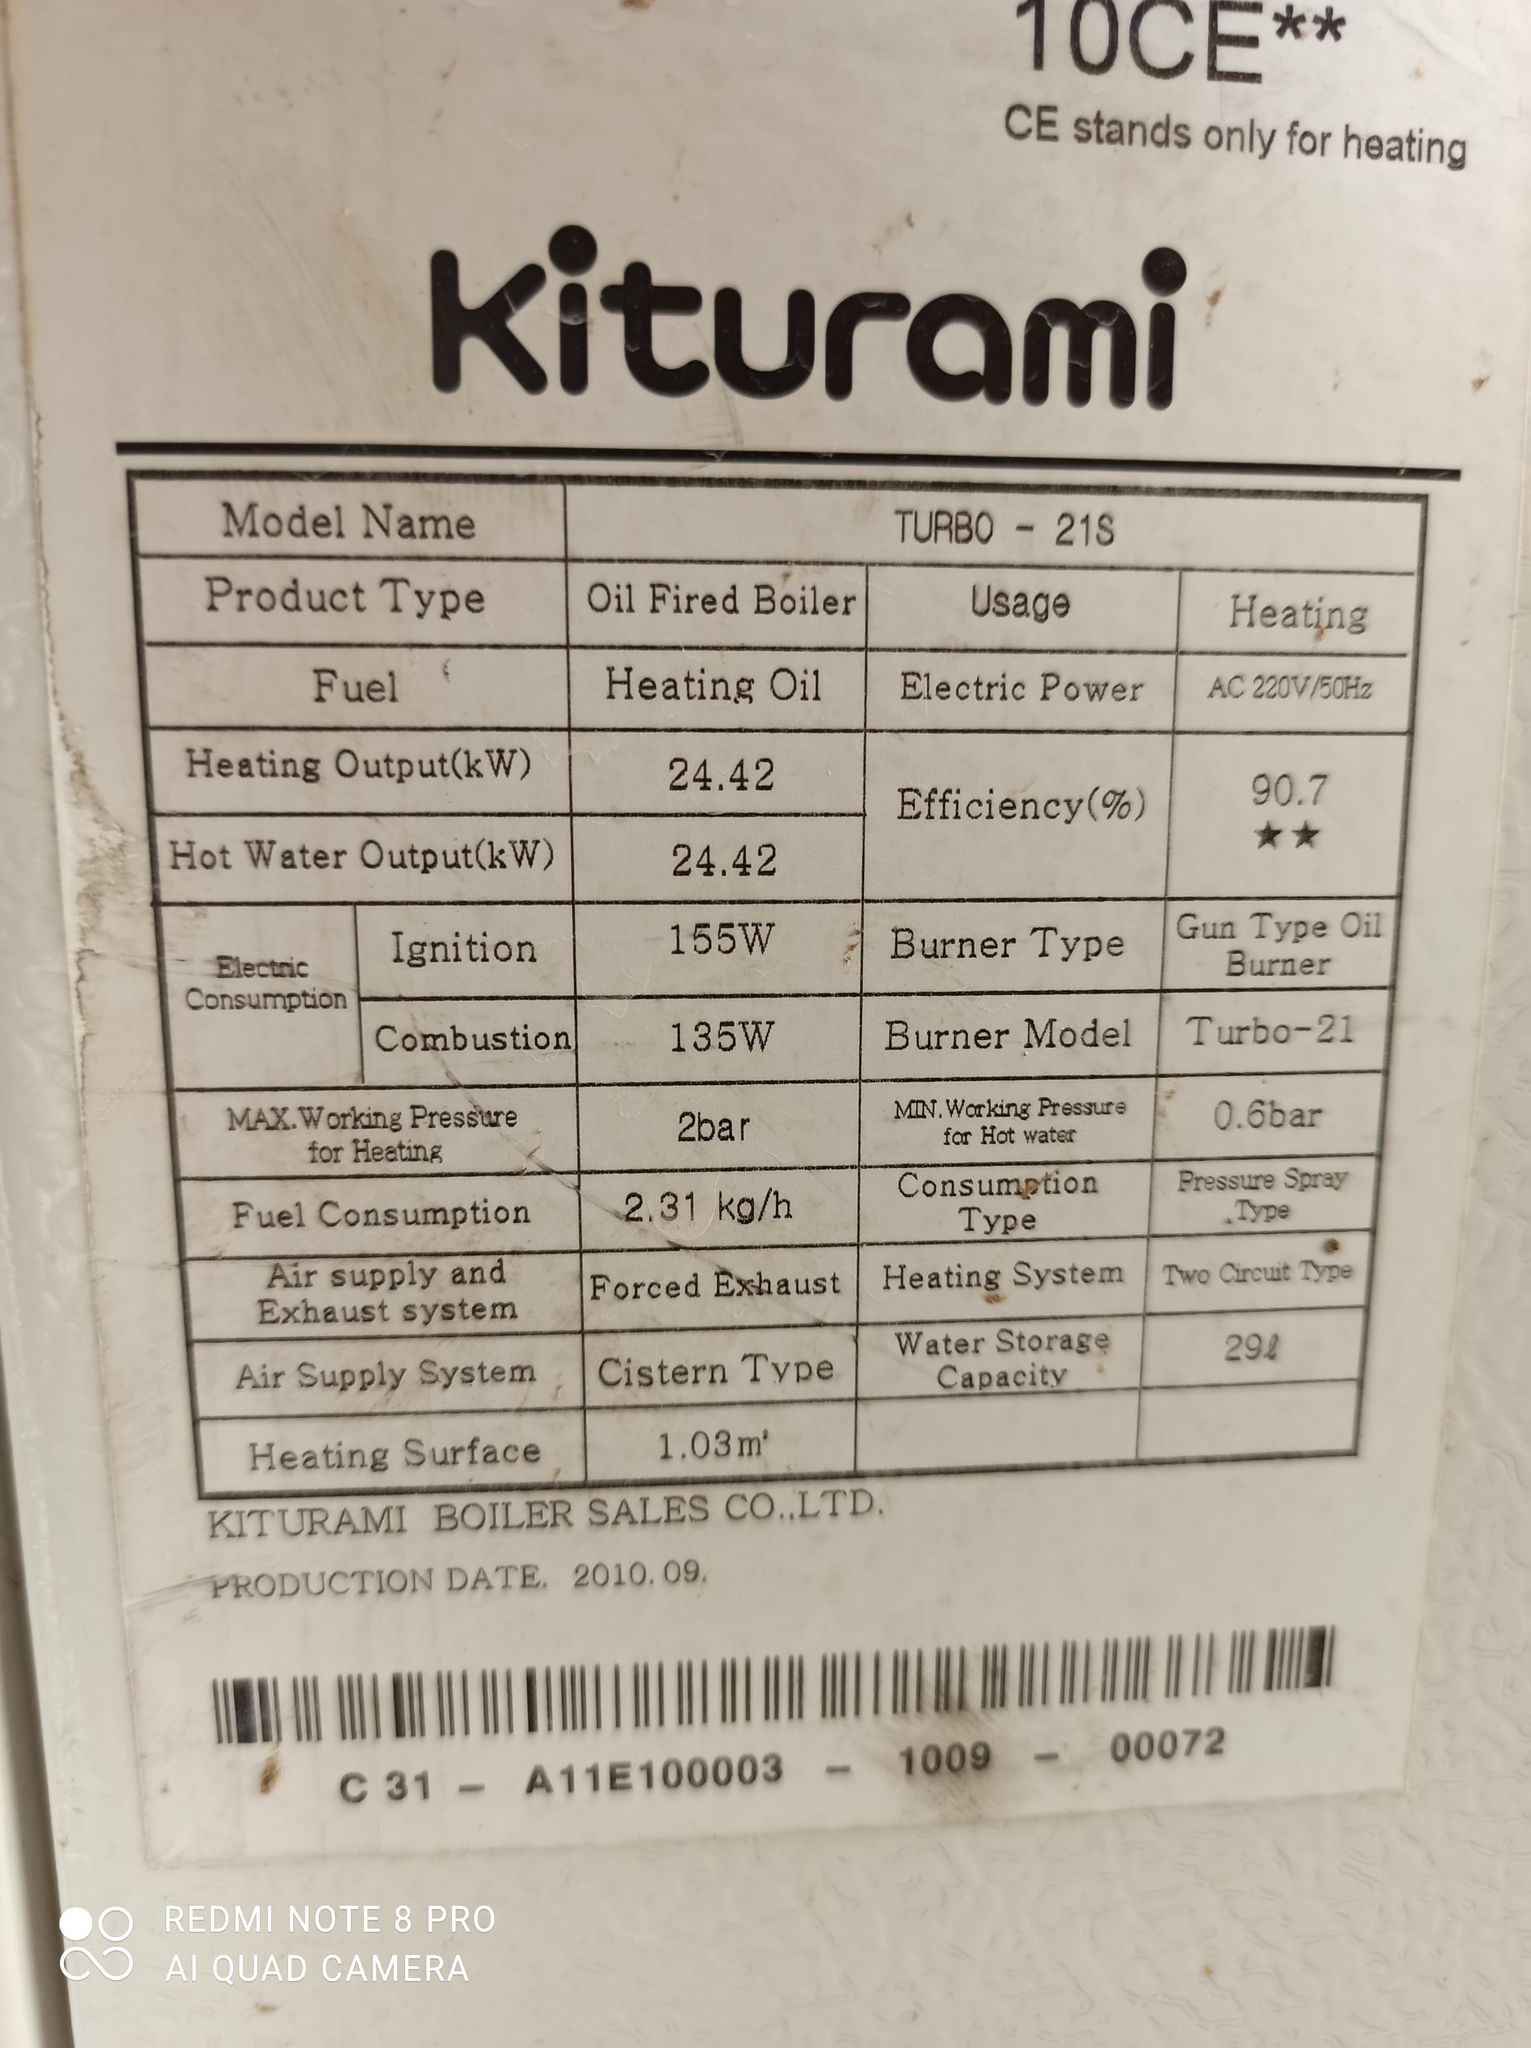 10CE**
CE stands only for heating
Kiturami
Model Name TURBO - 21S
Product Type Oil Fired Boiler Usage Heating
Fuel Heating Oil Electric Power AC 220V/50Hz
Heating Output(kW) 24.42 Efficiency(%) 90.7
★★
Hot Water Output(kW) 24.42
Electric
Consumption
Ignition 155W Burner Type Gun Type Oil
Burner
Combustion 135W Burner Model Turbo-21
MAX.Working Pressure
for Heating
2bar
MIN.Working Pressure
for Hot water
0.6bar
Fuel Consumption 2.31 kg/h
Consumption
Type
Pressure Spray
Type
Air supply and
Exhaust system
Forced Exhaust Heating System Two Circuit Type
Air Supply System Cistern Type
Water Storage
Capacity
29ℓ
Heating Surface 1.03㎡
KITURAMI BOILER SALES CO.,LTD.
PRODUCTION DATE. 2010.09.
C 31 - A11E100003 - 1009 - 00072
REDMI NOTE 8 PRO
AI QUAD CAMERA